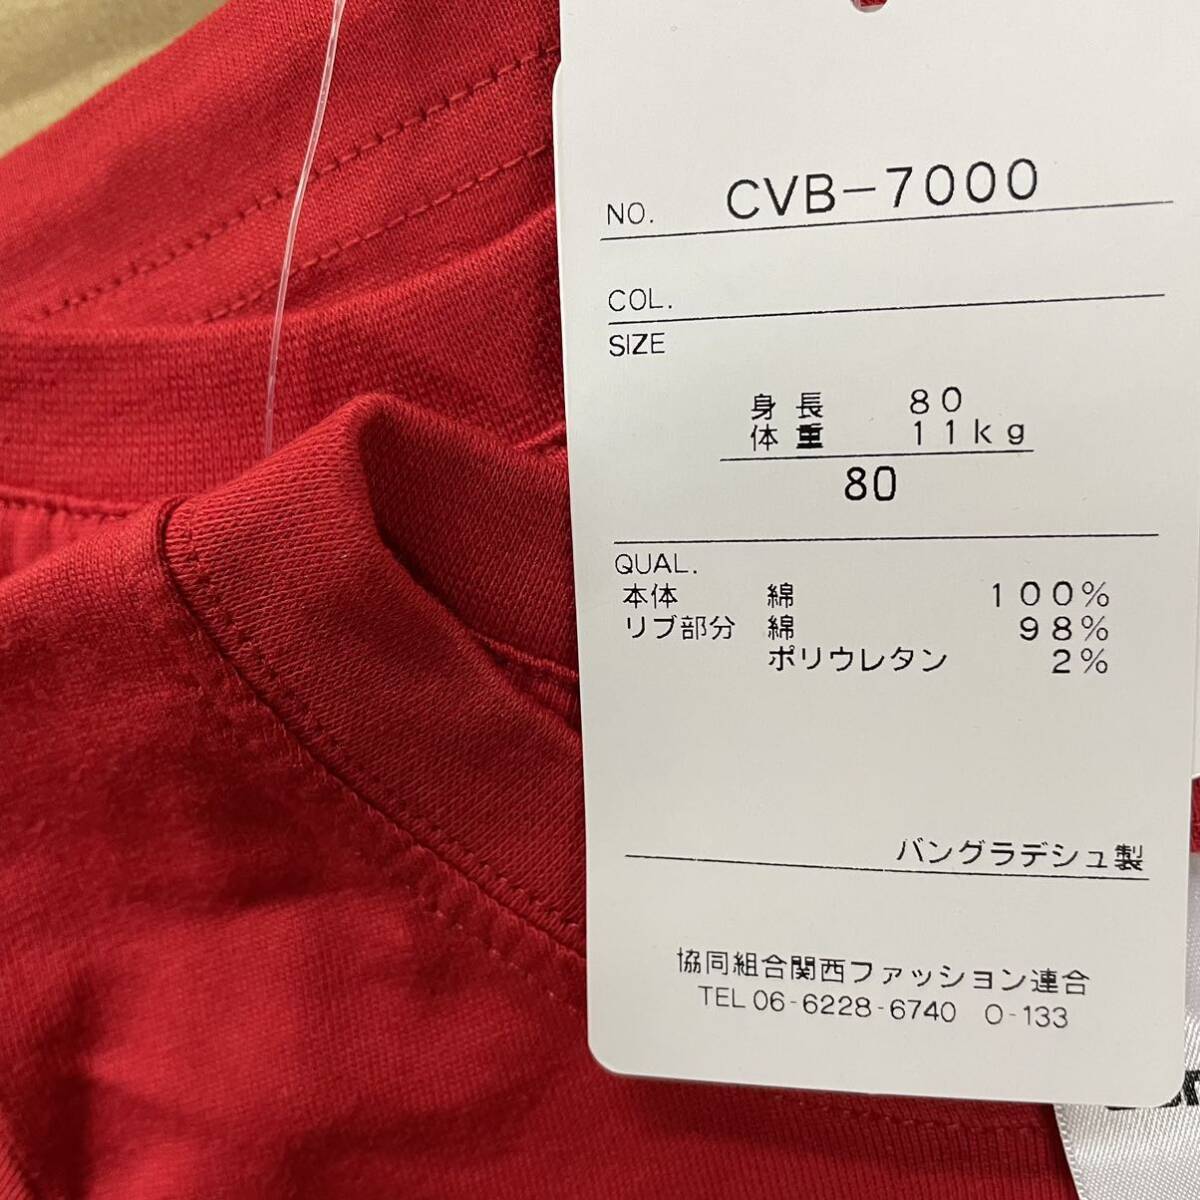 NO. CVB-7000
COL.
SIZE
身長 80
体重 11kg
80
QUAL.
本体 綿 100%
リブ部分 綿 98%
ポリウレタン 2%
バングラデシュ製
協同組合関西ファッション連合
TEL 06-6228-6740 O-133